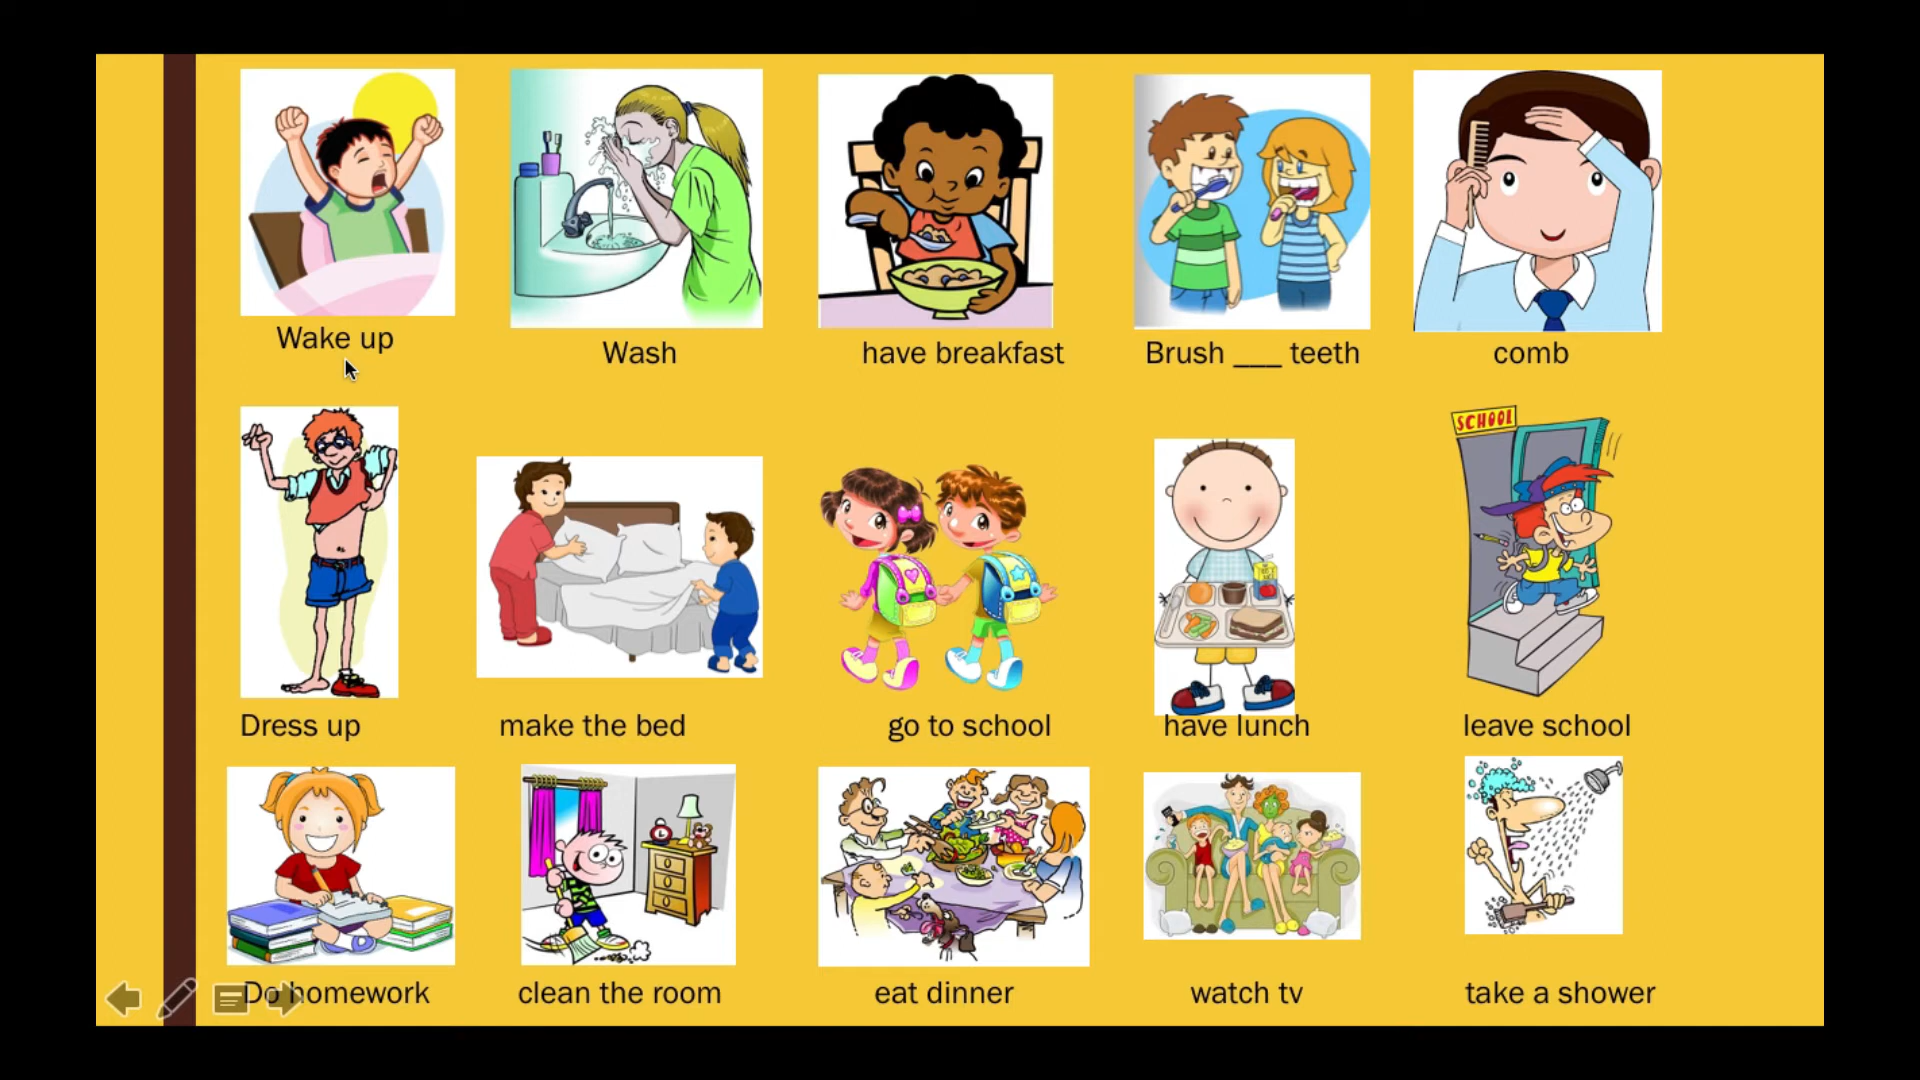 Wake up
Wash
have breakfast
Brush ___ teeth
comb
SCHOOL
Dress up
make the bed
go to school
have lunch
leave school
Do homework
clean the room
eat dinner
watch tv
take a shower